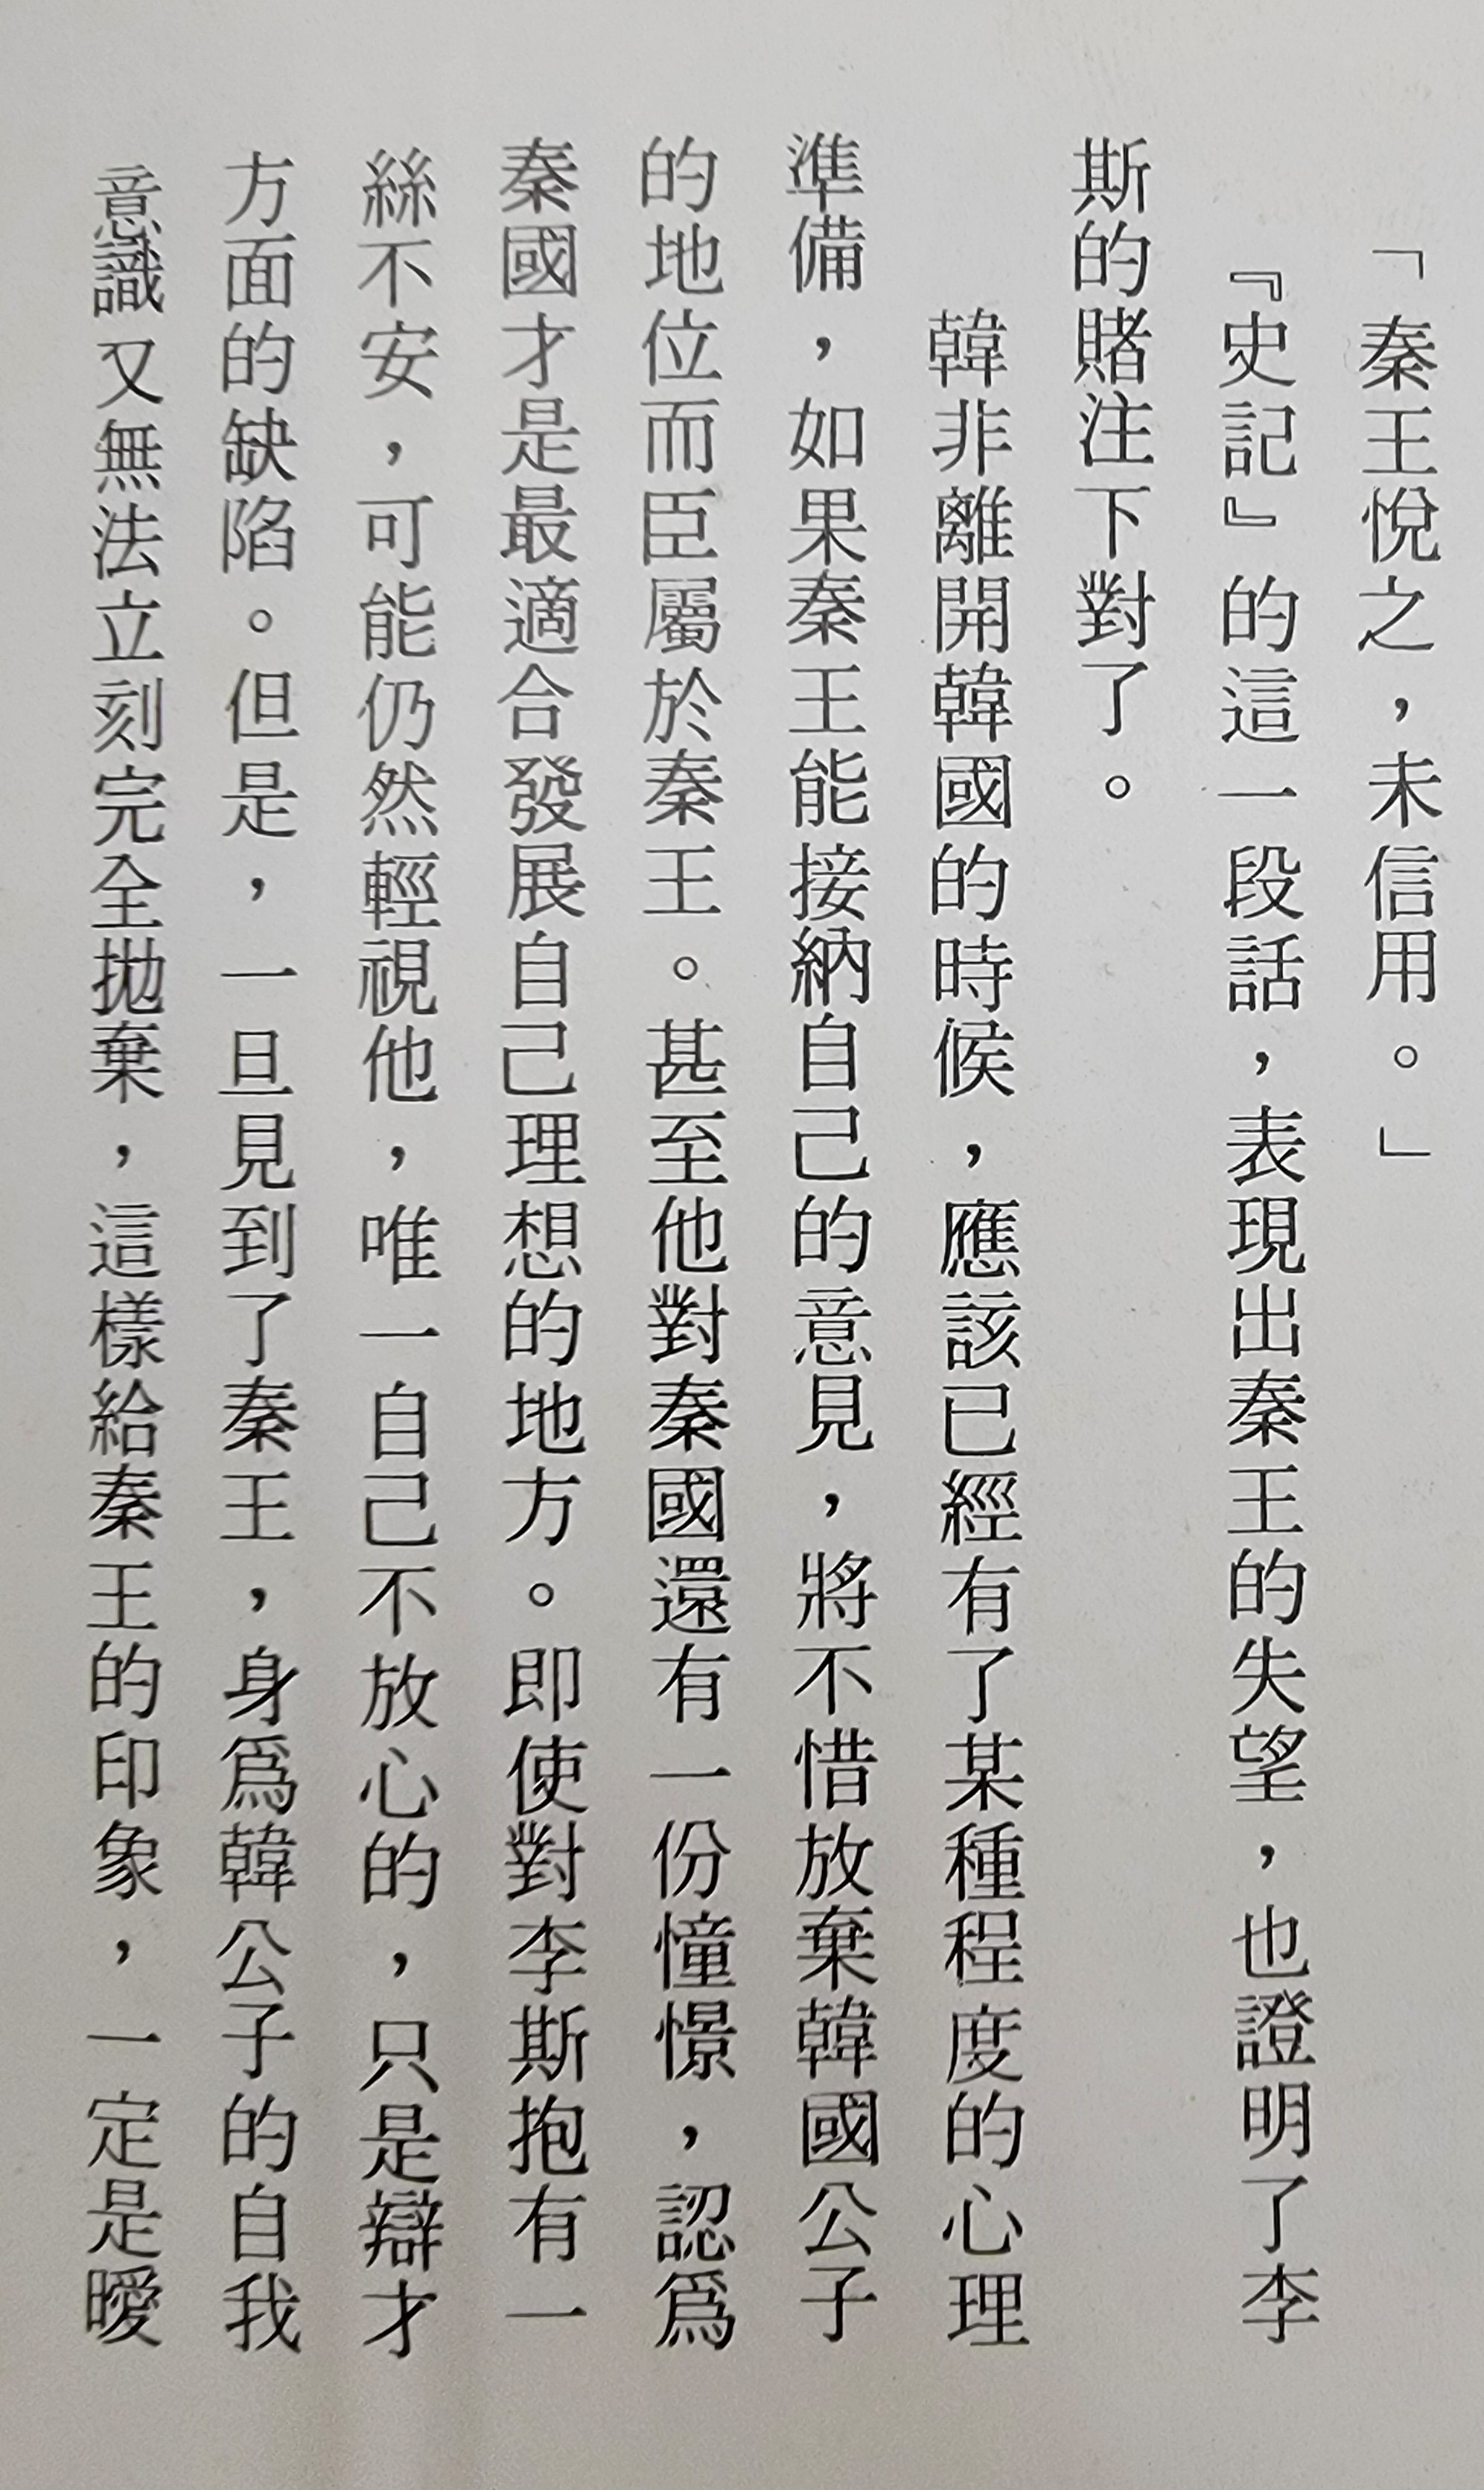 「秦王悅之，未信用。」
『史記』的這一段話，表現出秦王的失望，也證明了李
斯的賭注下對了。
韓非離開韓國的時候，應該已經有了某種程度的心理
準備，如果秦王能接納自己的意見，將不惜放棄韓國公子
的地位而臣屬於秦王。甚至他對秦國還有一份憧憬，認爲
秦國才是最適合發展自己理想的地方。即使對李斯抱有一
絲不安，可能仍然輕視他，唯一自己不放心的，只是辯才
方面的缺陷。但是，一旦見到了秦王，身爲韓公子的自我
意識又無法立刻完全拋棄，這樣給秦王的印象，一定是曖